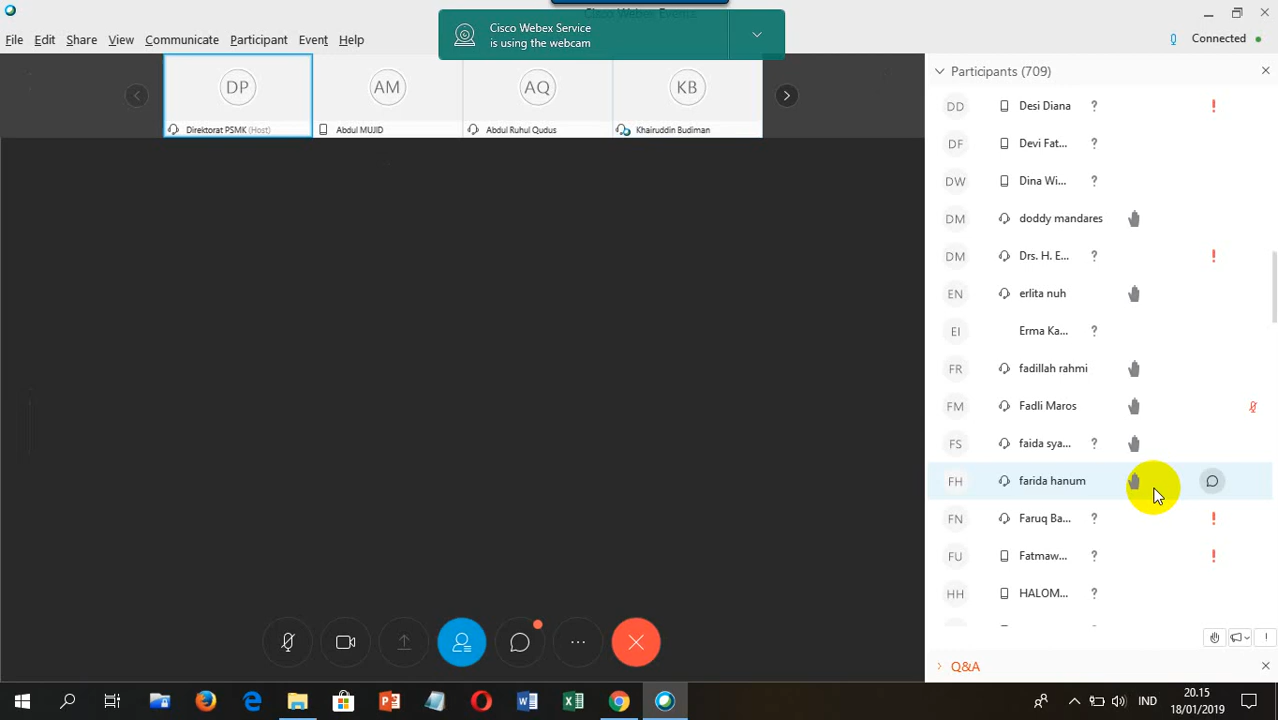 Cisco Webex Events
Cisco Webex Service
is using the webcam
File Edit Share View Communicate Participant Event Help
Connected
DP
Direktorat PSMK (Host)
AM
Abdul MUJID
AQ
Abdul Ruhul Qudus
KB
Khairuddin Budiman
Participants (709)
DD Desi Diana ? !
DF Devi Fat... ?
DW Dina Wi... ?
DM doddy mandares
DM Drs. H. E... ? !
EN erlita nuh
EI Erma Ka... ?
FR fadillah rahmi
FM Fadli Maros
FS faida sya... ?
FH farida hanum
FN Faruq Ba... ? !
FU Fatmaw... ? !
HH HALOM... ?
Q&A
IND
20.15
18/01/2019